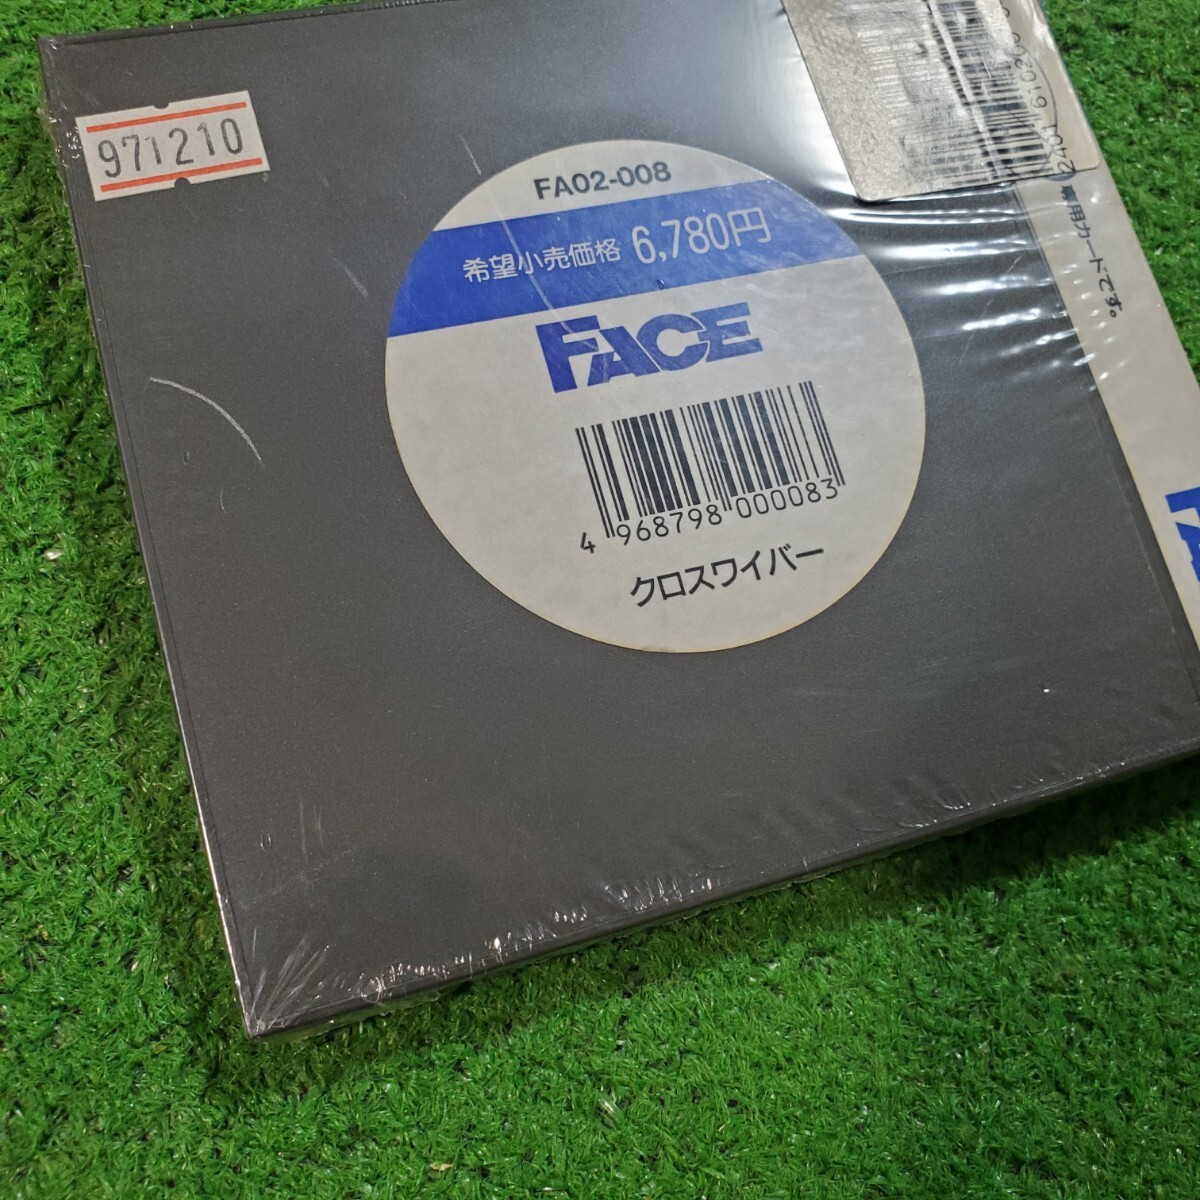 971210
FA02-008
希望小売価格 6,780円
FACE
4 968798 000083
クロスワイバー
専用カードです。